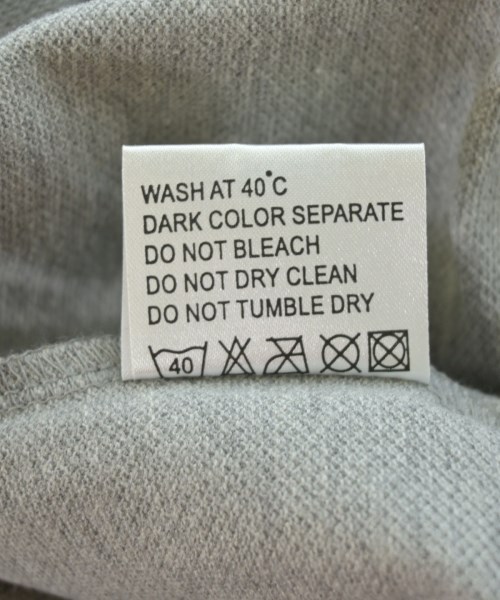 WASH AT 40°C
DARK COLOR SEPARATE
DO NOT BLEACH
DO NOT DRY CLEAN
DO NOT TUMBLE DRY
40